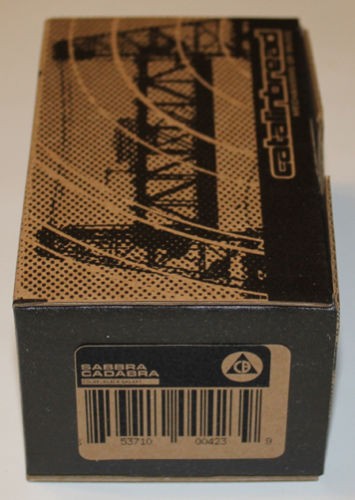 catalinbread
SABBRA
CADABRA
CB
53710 00423 9